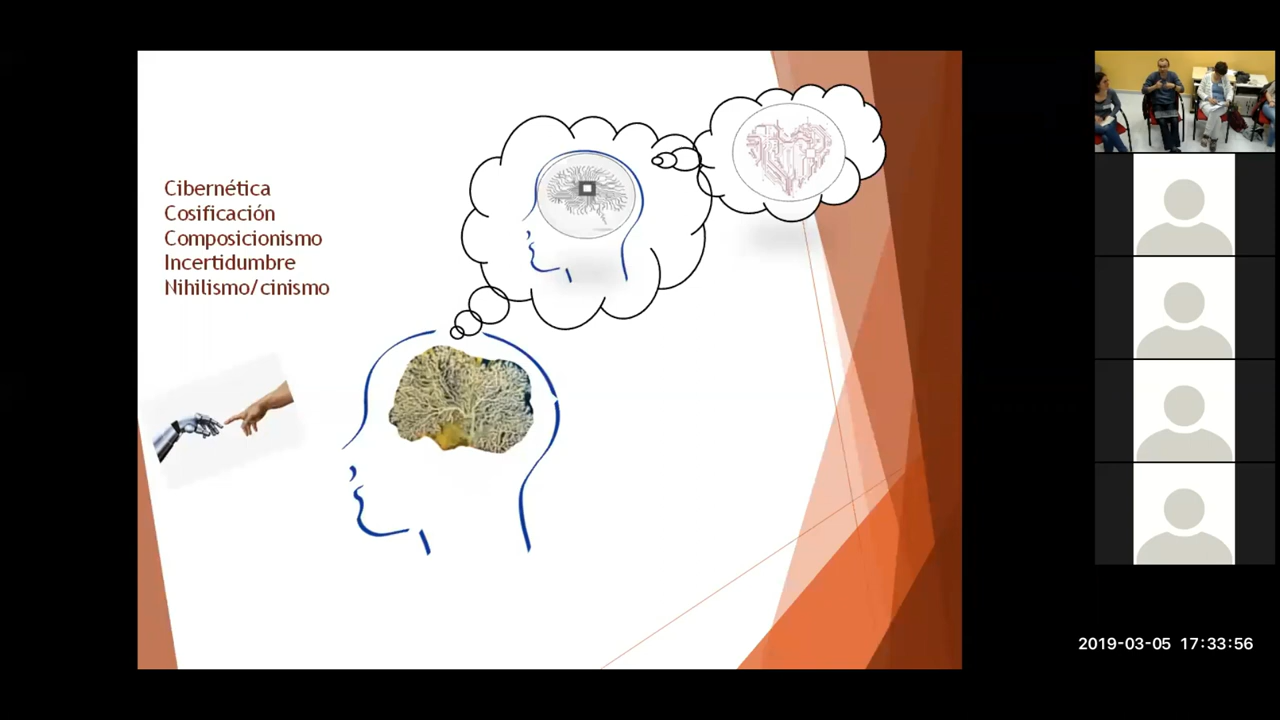 Cibernética
Cosificación
Composicionismo
Incertidumbre
Nihilismo/cinismo
2019-03-05 17:33:56